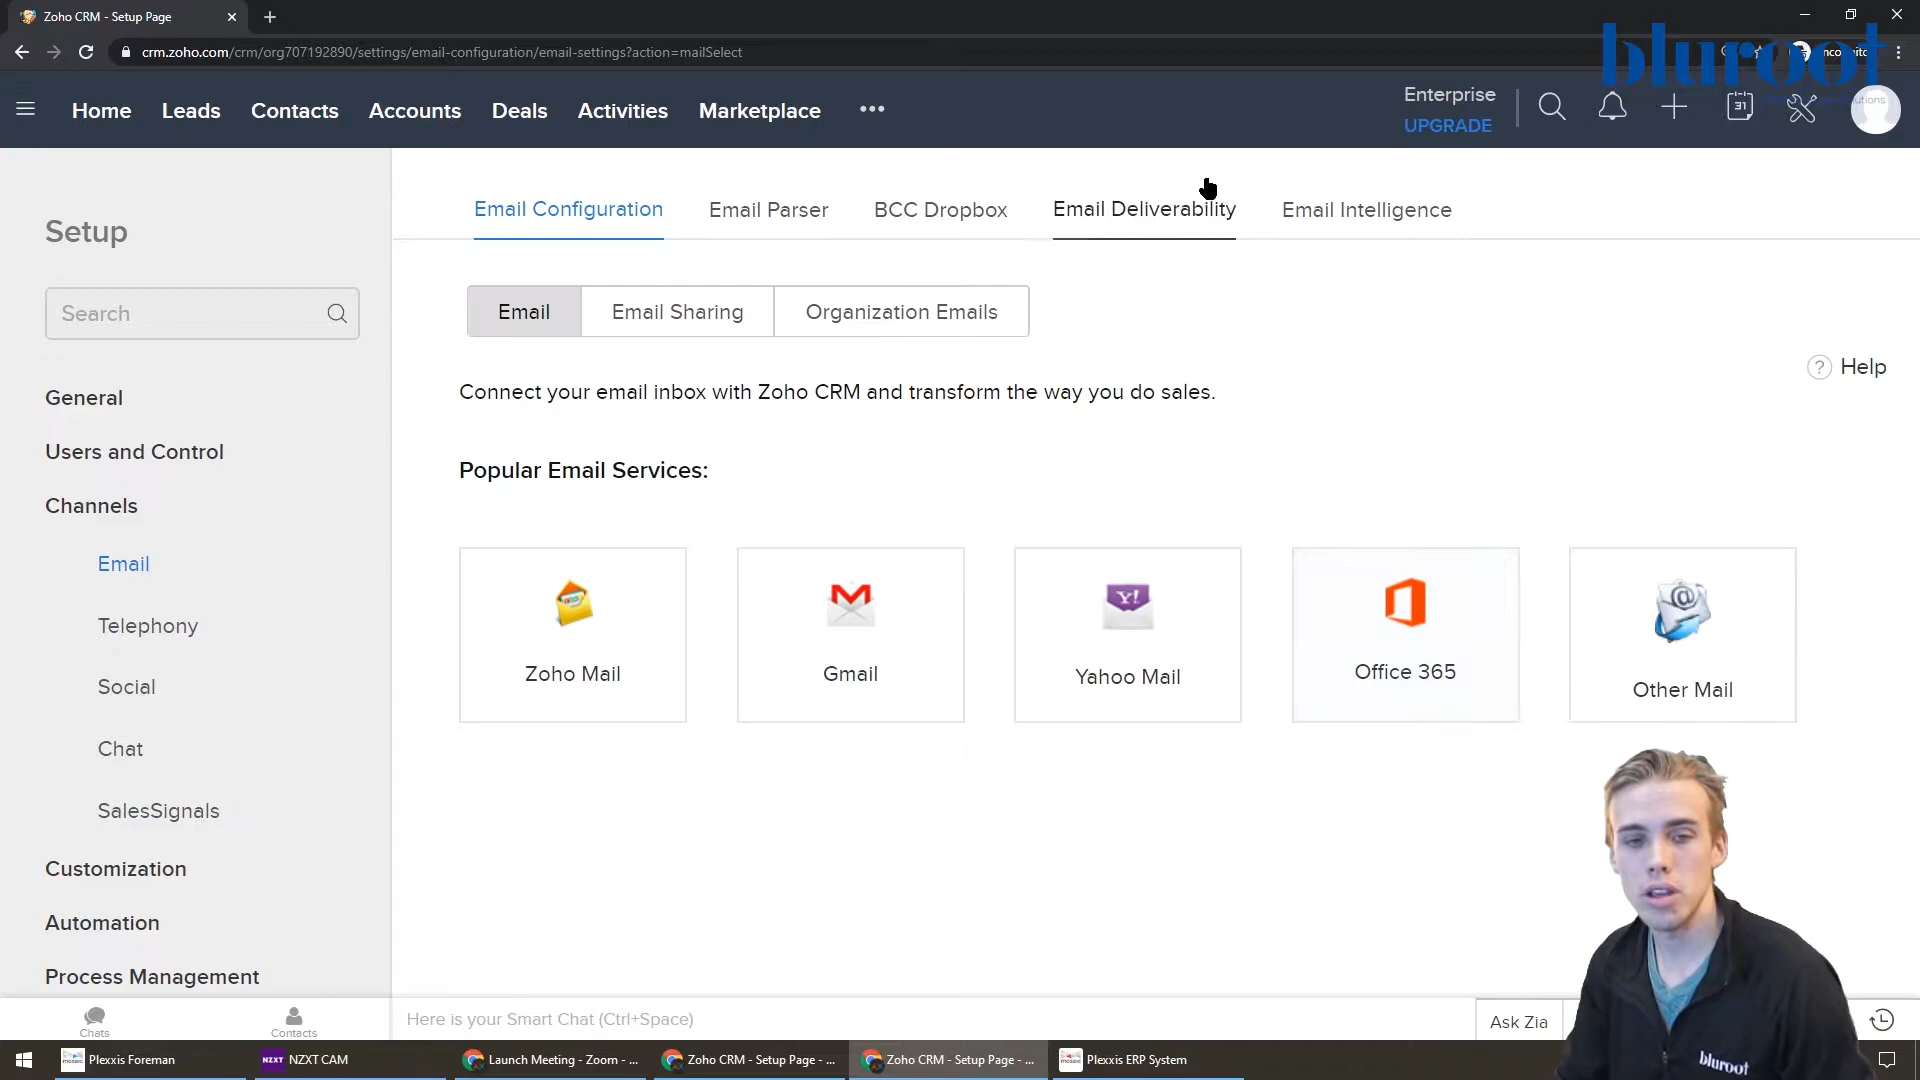 Zoho CRM - Setup Page
crm.zoho.com/crm/org707192890/settings/email-configuration/email-settings?action=mailSelect
bluroot
Home Leads Contacts Accounts Deals Activities Marketplace •••
Enterprise
UPGRADE
31
Setup
Search
General
Users and Control
Channels
Email
Telephony
Social
Chat
SalesSignals
Customization
Automation
Process Management
Chats
Contacts
Email Configuration Email Parser BCC Dropbox Email Deliverability Email Intelligence
Email Email Sharing Organization Emails
? Help
Connect your email inbox with Zoho CRM and transform the way you do sales.
Popular Email Services:
Zoho Mail
Gmail
Y!
Yahoo Mail
Office 365
@
Other Mail
Here is your Smart Chat (Ctrl+Space)
Ask Zia
bluroot
Plexxis Foreman
NZXT NZXT CAM
Launch Meeting - Zoom - ...
Zoho CRM - Setup Page - ...
Zoho CRM - Setup Page - ...
Plexxis ERP System